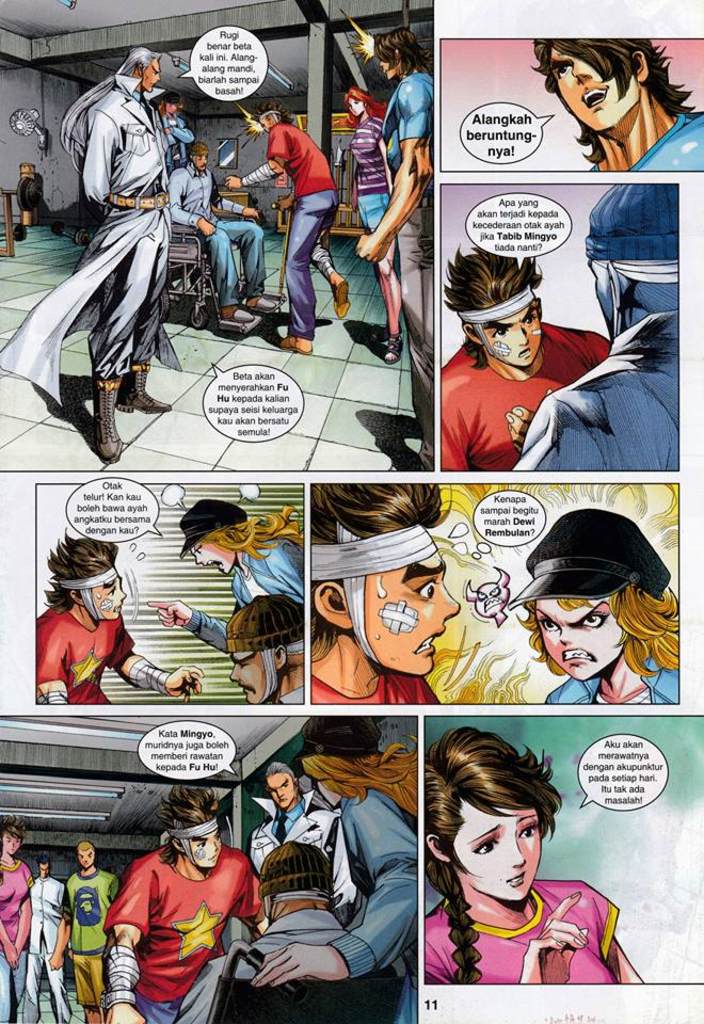 Rugi
benar beta
kali ini. Alang-
alang mandi,
biarlah sampai
basah!
Beta akan
menyerahkan Fu
Hu kepada kalian
supaya seisi keluarga
kau akan bersatu
semula!
Alangkah
beruntung-
nya!
Apa yang
akan terjadi kepada
kecederaan otak ayah
jika Tabib Mingyo
tiada nanti?
Otak
telur! Kan kau
boleh bawa ayah
angkatku bersama
dengan kau?
Kenapa
sampai begitu
marah Dewi
Rembulan?
Kata Mingyo,
muridnya juga boleh
memberi rawatan
kepada Fu Hu!
Aku akan
merawatnya
dengan akupunktur
pada setiap hari.
Itu tak ada
masalah!
11